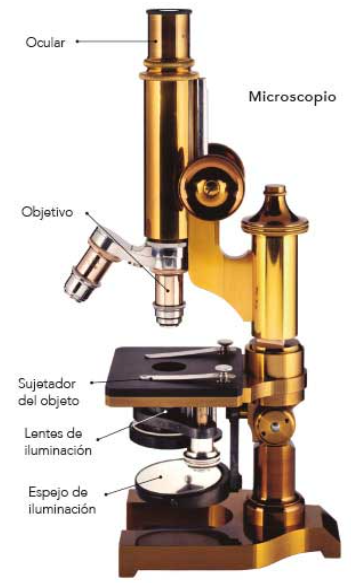 Ocular
Microscopio
Objetivo
Sujetador
del objeto
Lentes de
iluminación
Espejo de
iluminación